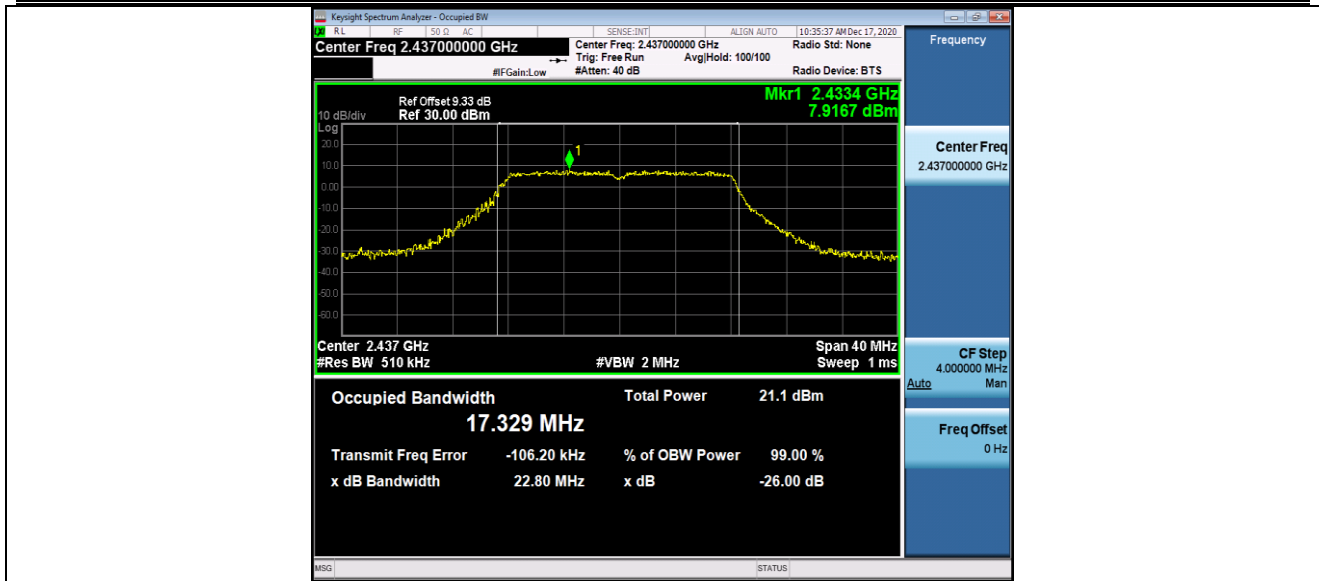 Keysight Spectrum Analyzer - Occupied BW
RL RF 50 Ω AC SENSE:INT ALIGN AUTO 10:35:37 AM Dec 17, 2020
Center Freq 2.437000000 GHz
Center Freq: 2.437000000 GHz Radio Std: None
Trig: Free Run Avg|Hold: 100/100
#IFGain:Low #Atten: 40 dB Radio Device: BTS
Mkr1 2.4334 GHz
7.9167 dBm
Ref Offset 9.33 dB
10 dB/div Ref 30.00 dBm
Log
20.0
1
10.0
0.00
-10.0
-20.0
-30.0
-40.0
-50.0
-60.0
Center 2.437 GHz Span 40 MHz
#Res BW 510 kHz #VBW 2 MHz Sweep 1 ms
Occupied Bandwidth Total Power 21.1 dBm
17.329 MHz
Transmit Freq Error -106.20 kHz % of OBW Power 99.00 %
x dB Bandwidth 22.80 MHz x dB -26.00 dB
MSG STATUS
Frequency
Center Freq
2.437000000 GHz
CF Step
4.000000 MHz
Auto Man
Freq Offset
0 Hz